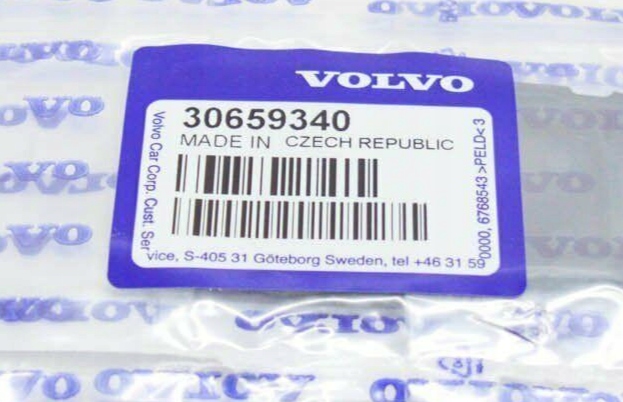 VOLVO
30659340
MADE IN CZECH REPUBLIC
Volvo Car Corp. Cust. Ser
vice, S-405 31 Göteborg Sweden, tel +46 31 59
0000, 6768543 >PELD< 3